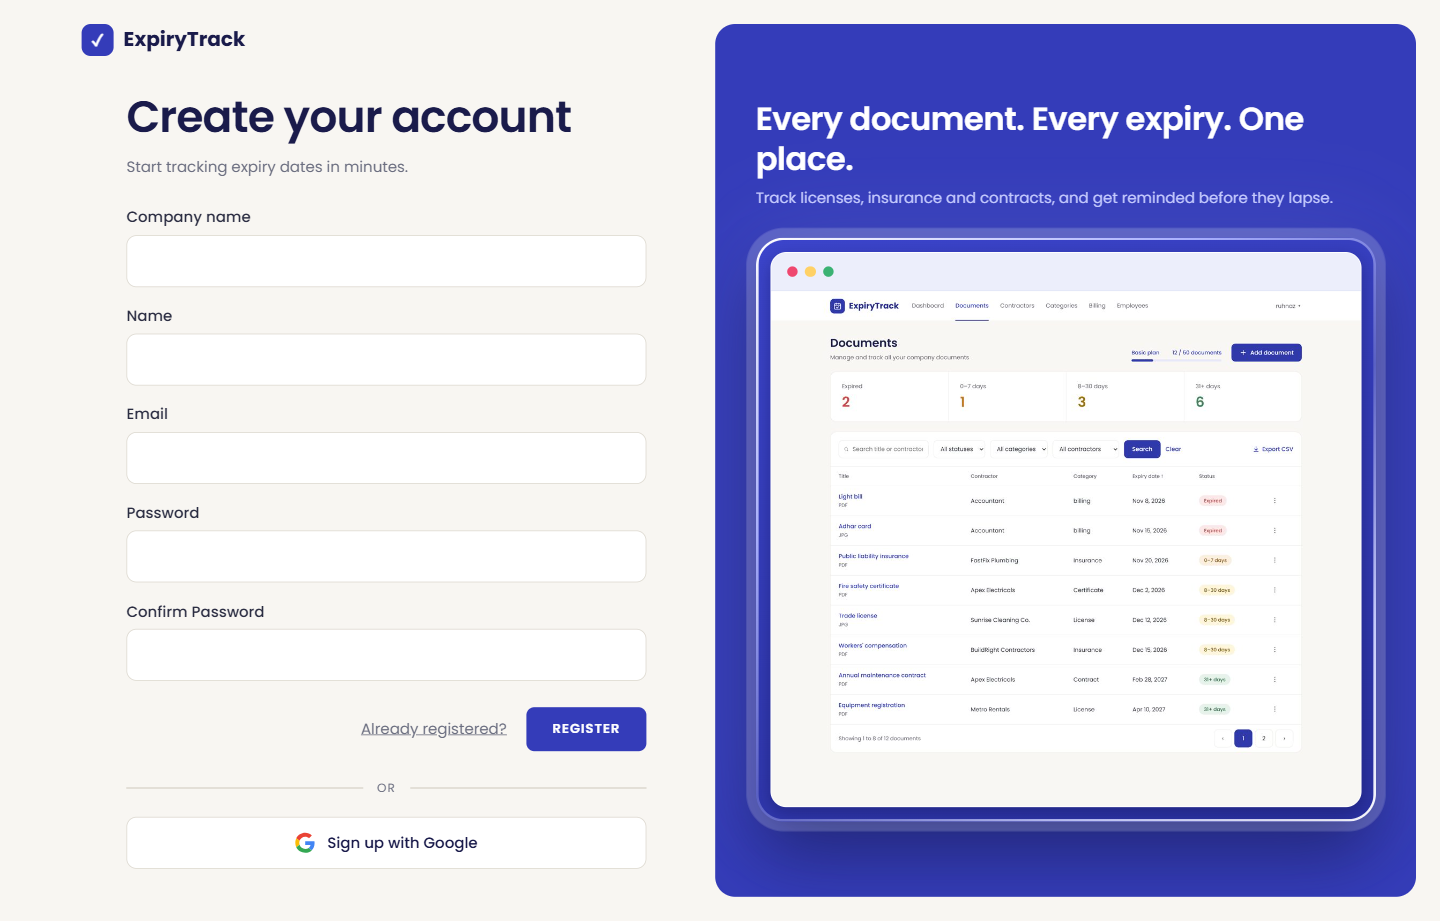 ExpiryTrack
Create your account
Start tracking expiry dates in minutes.
Company name
Name
Email
Password
Confirm Password
Already registered?
REGISTER
OR
Sign up with Google
Every document. Every expiry. One
place.
Track licenses, insurance and contracts, and get reminded before they lapse.
ExpiryTrack Dashboard Documents Contractors Categories Billing Employees ruhnaz
Documents
Manage and track all your company documents
Basic plan 12 / 50 documents
+ Add document
Expired 0–7 days 8–30 days 31+ days
2 1 3 6
Search title or contractor All statuses All categories All contractors Search Clear Export CSV
Title Contractor Category Expiry date ↑ Status
Light bill Accountant billing Nov 8, 2026 Expired
PDF
Adhar card Accountant billing Nov 16, 2026 Expired
JPG
Public liability insurance FastFix Plumbing Insurance Nov 20, 2026 0–7 days
PDF
Fire safety certificate Apex Electricals Certificate Dec 2, 2026 8–30 days
PDF
Trade license Sunrise Cleaning Co. License Dec 12, 2026 8–30 days
JPG
Workers' compensation BuildRight Contractors Insurance Dec 15, 2026 8–30 days
PDF
Annual maintenance contract Apex Electricals Contract Feb 28, 2027 31+ days
PDF
Equipment registration Metro Rentals License Apr 10, 2027 31+ days
PDF
Showing 1 to 8 of 12 documents ‹ 1 2 ›